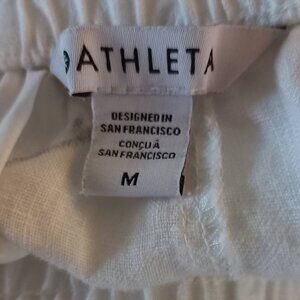 ATHLETA
DESIGNED IN
SAN FRANCISCO
CONÇU À
SAN FRANCISCO
M